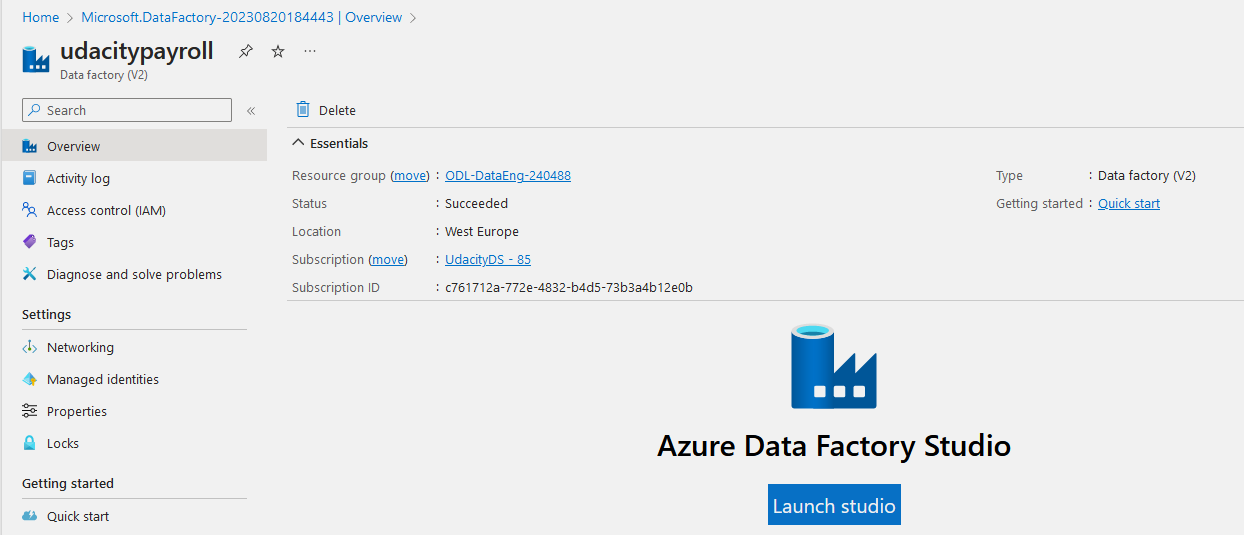 Home > Microsoft.DataFactory-20230820184443 | Overview >
udacitypayroll
Data factory (V2)
Search
Overview
Activity log
Access control (IAM)
Tags
Diagnose and solve problems
Settings
Networking
Managed identities
Properties
Locks
Getting started
Quick start
Delete
Essentials
Resource group (move) : ODL-DataEng-240488
Status : Succeeded
Location : West Europe
Subscription (move) : UdacityDS - 85
Subscription ID : c761712a-772e-4832-b4d5-73b3a4b12e0b
Type : Data factory (V2)
Getting started : Quick start
Azure Data Factory Studio
Launch studio